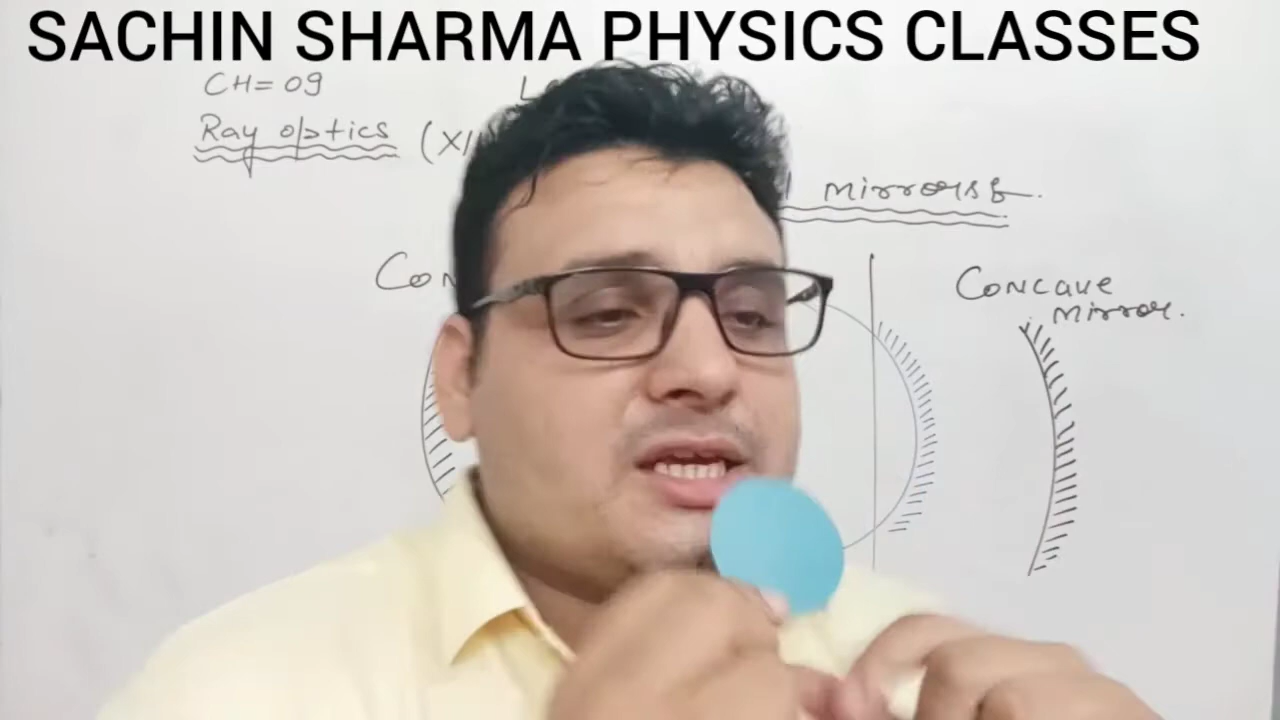 SACHIN SHARMA PHYSICS CLASSES
CH= 09
Ray optics
Concave
mirror.